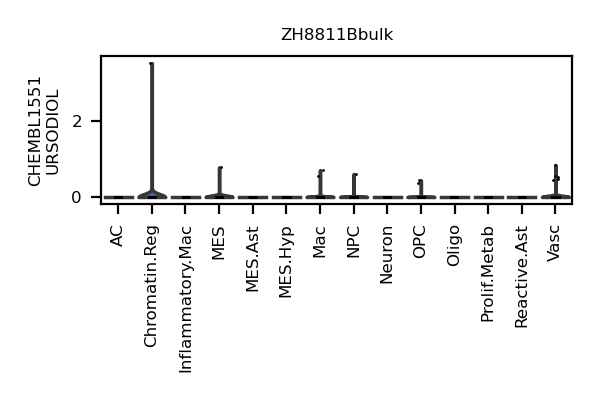 ZH8811Bbulk
CHEMBL1551
URSODIOL
2
0
AC
Chromatin.Reg
Inflammatory.Mac
MES
MES.Ast
MES.Hyp
Mac
NPC
Neuron
OPC
Oligo
Prolif.Metab
Reactive.Ast
Vasc